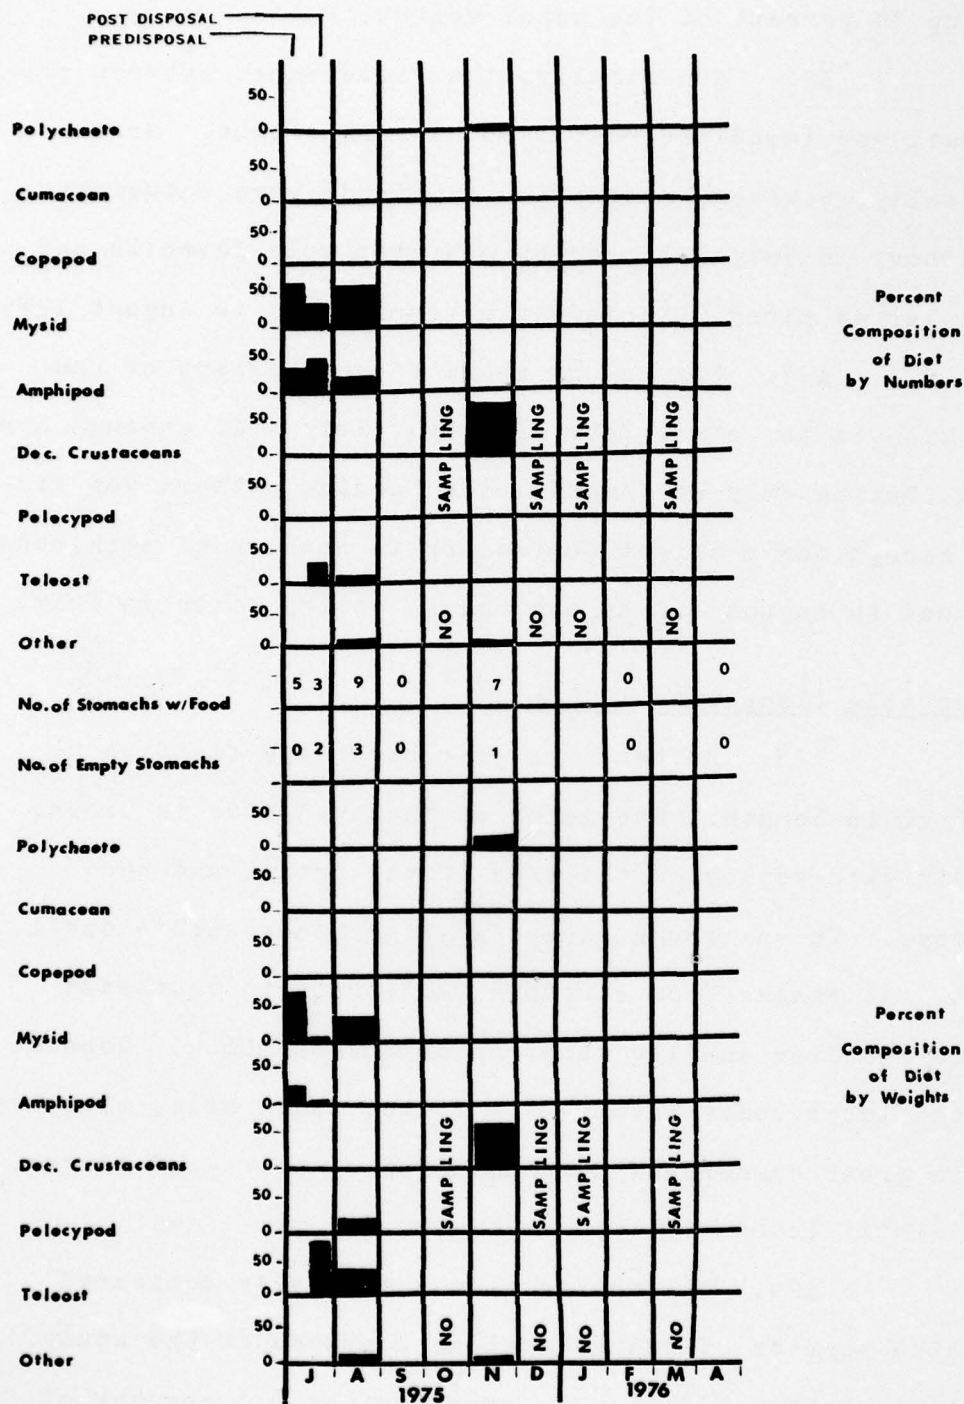 POST DISPOSAL
PREDISPOSAL
50
Polychaete 0
50
Cumacean 0
50
Copepod 0
50
Mysid 0
50
Amphipod 0
50
Dec. Crustaceans 0
50
Pelecypod 0
50
Teleost 0
50
Other 0
Percent
Composition
of Diet
by Numbers
NO SAMPLING
NO SAMPLING
NO SAMPLING
NO SAMPLING
No. of Stomachs w/Food 5 3 9 0 7 0 0
No. of Empty Stomachs 0 2 3 0 1 0 0
50
Polychaete 0
50
Cumacean 0
50
Copepod 0
50
Mysid 0
50
Amphipod 0
50
Dec. Crustaceans 0
50
Pelecypod 0
50
Teleost 0
50
Other 0
Percent
Composition
of Diet
by Weights
NO SAMPLING
NO SAMPLING
NO SAMPLING
NO SAMPLING
J A S O N D J F M A
1975 1976